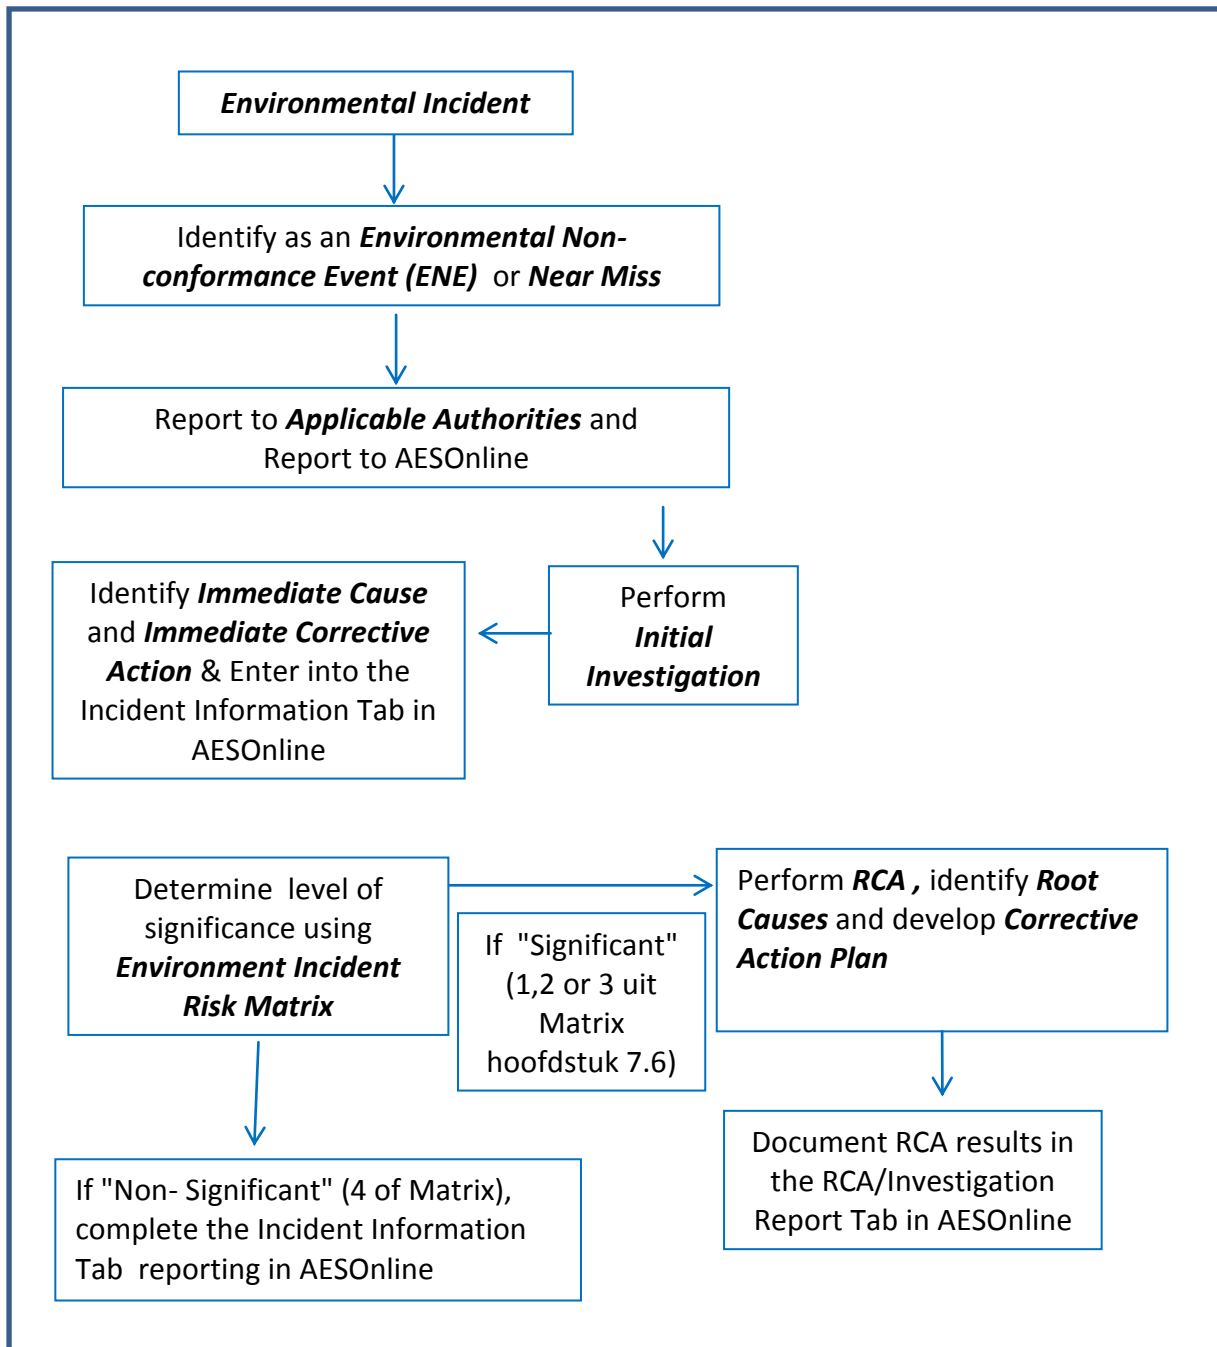 Environmental Incident
Identify as an Environmental Non-
conformance Event (ENE)  or Near Miss
Report to Applicable Authorities and
Report to AESOnline
Perform
Initial
Investigation
Identify Immediate Cause
and Immediate Corrective
Action & Enter into the
Incident Information Tab in
AESOnline
Determine  level of
significance using
Environment Incident
Risk Matrix
If  "Significant"
(1,2 or 3 uit
Matrix
hoofdstuk 7.6)
Perform RCA , identify Root
Causes and develop Corrective
Action Plan
Document RCA results in
the RCA/Investigation
Report Tab in AESOnline
If "Non- Significant" (4 of Matrix),
complete the Incident Information
Tab  reporting in AESOnline